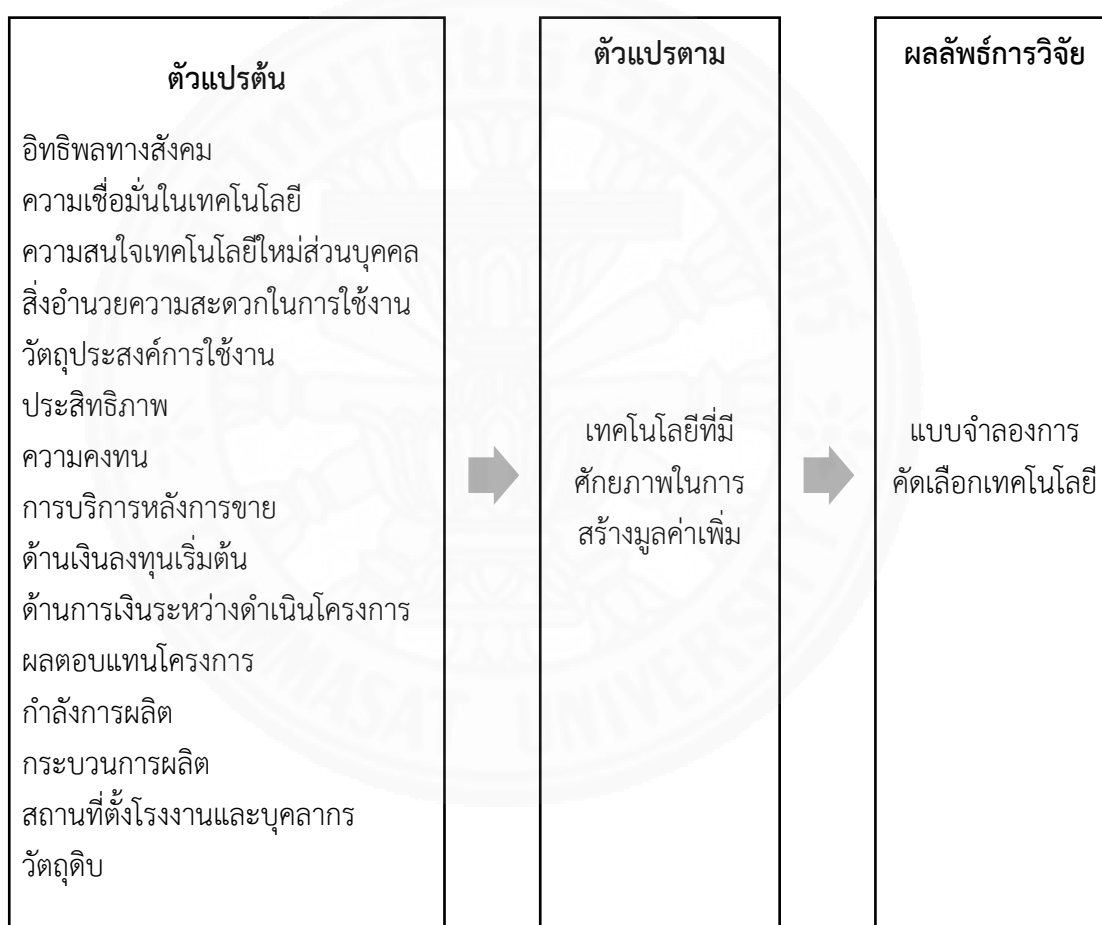 ตัวแปรต้น
อิทธิพลทางสังคม
ความเชื่อมั่นในเทคโนโลยี
ความสนใจเทคโนโลยีใหม่ส่วนบุคคล
สิ่งอำนวยความสะดวกในการใช้งาน
วัตถุประสงค์การใช้งาน
ประสิทธิภาพ
ความคงทน
การบริการหลังการขาย
ด้านเงินลงทุนเริ่มต้น
ด้านการเงินระหว่างดำเนินโครงการ
ผลตอบแทนโครงการ
กำลังการผลิต
กระบวนการผลิต
สถานที่ตั้งโรงงานและบุคลากร
วัตถุดิบ
ตัวแปรตาม
เทคโนโลยีที่มี
ศักยภาพในการ
สร้างมูลค่าเพิ่ม
ผลลัพธ์การวิจัย
แบบจำลองการ
คัดเลือกเทคโนโลยี